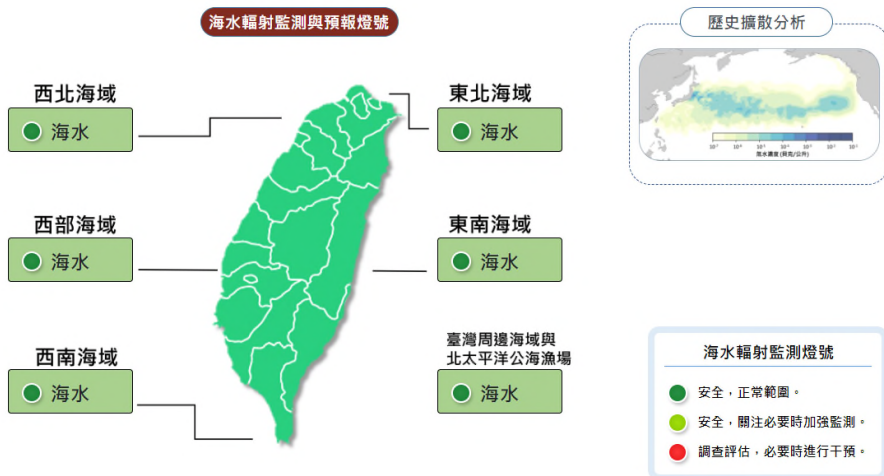 海水輻射監測與預報燈號
歷史擴散分析
西北海域
海水
東北海域
海水
西部海域
海水
東南海域
海水
西南海域
海水
臺灣周邊海域與
北太平洋公海漁場
海水
海水輻射監測燈號
安全，正常範圍。
安全，關注必要時加強監測。
調查評估，必要時進行干預。